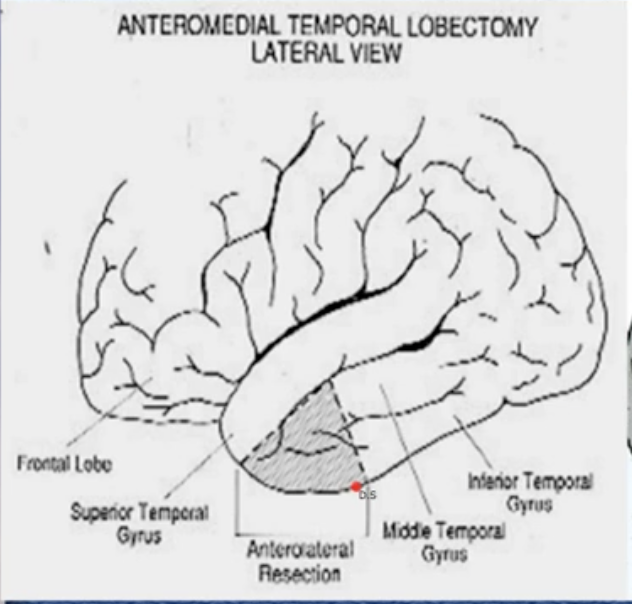 ANTEROMEDIAL TEMPORAL LOBECTOMY
LATERAL VIEW
Frontal Lobe
Superior Temporal
Gyrus
Anterolateral
Resection
Middle Temporal
Gyrus
Inferior Temporal
Gyrus